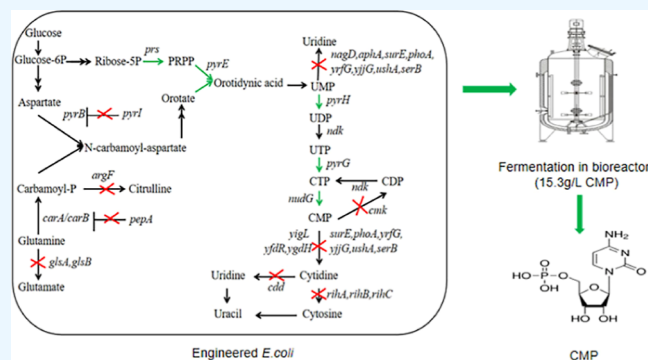 Glucose
Glucose-6P
Ribose-5P
prs
PRPP
pyrE
Orotidynic acid
Orotate
Aspartate
pyrB
pyrI
N-carbamoyl-aspartate
argF
Carbamoyl-P
Citrulline
carA/carB
pepA
Glutamine
glsA, glsB
Glutamate
Uridine
nagD,aphA,surE,phoA,
yrfG,yjjG,ushA,serB
UMP
pyrH
UDP
ndk
UTP
pyrG
CTP
ndk
CDP
nudG
cmk
CMP
yigL
surE,phoA,yrfG,
yfdR,ygdH
yjjG,ushA,serB
Uridine
cdd
Cytidine
rihA,rihB,rihC
Uracil
Cytosine
Engineered E.coli
Fermentation in bioreactor
(15.3g/L CMP)
NH2
N
O
N
O
HO-P-O
OH
O
OH OH
CMP